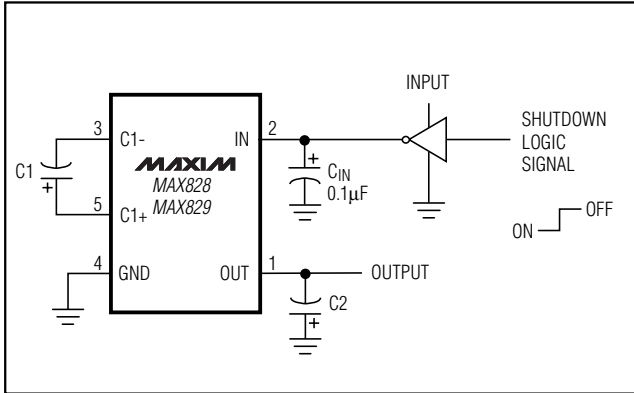 INPUT
SHUTDOWN
LOGIC
SIGNAL
3
C1-
IN
2
C1
+
MAXIM
MAX828
MAX829
+
CIN
0.1µF
5
C1+
ON
OFF
4
GND
OUT
1
OUTPUT
C2
+